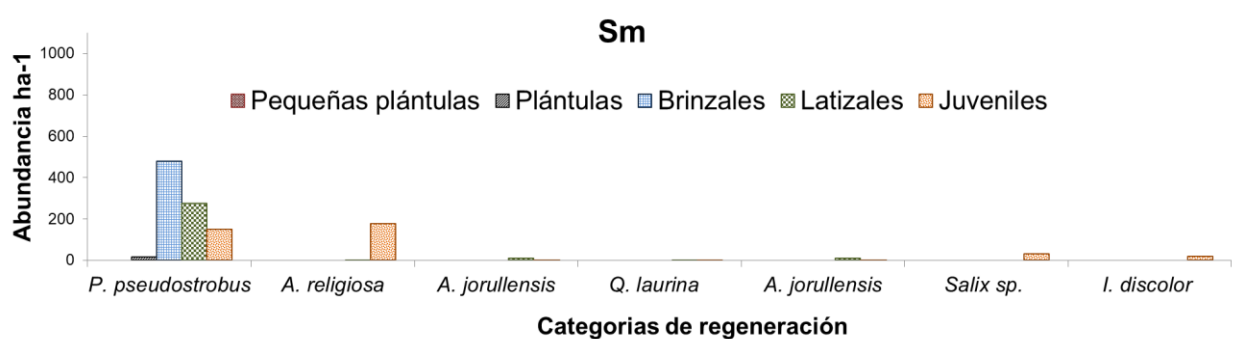 Sm
Abundancia ha-1
1000
800
600
400
200
0
Pequeñas plántulas Plántulas Brinzales Latizales Juveniles
P. pseudostrobus A. religiosa A. jorullensis Q. laurina A. jorullensis Salix sp. I. discolor
Categorias de regeneración